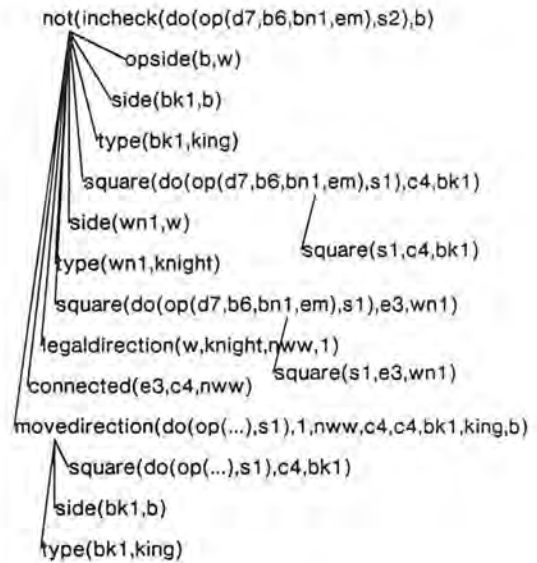 not(incheck(do(op(d7,b6,bn1,em),s2),b)
opside(b,w)
side(bk1,b)
type(bk1,king)
square(do(op(d7,b6,bn1,em),s1),c4,bk1)
side(wn1,w)
square(s1,c4,bk1)
type(wn1,knight)
square(do(op(d7,b6,bn1,em),s1),e3,wn1)
legaldirection(w,knight,nww,1)
square(s1,e3,wn1)
connected(e3,c4,nww)
movedirection(do(op(...),s1),1,nww,c4,c4,bk1,king,b)
square(do(op(...),s1),c4,bk1)
side(bk1,b)
type(bk1,king)